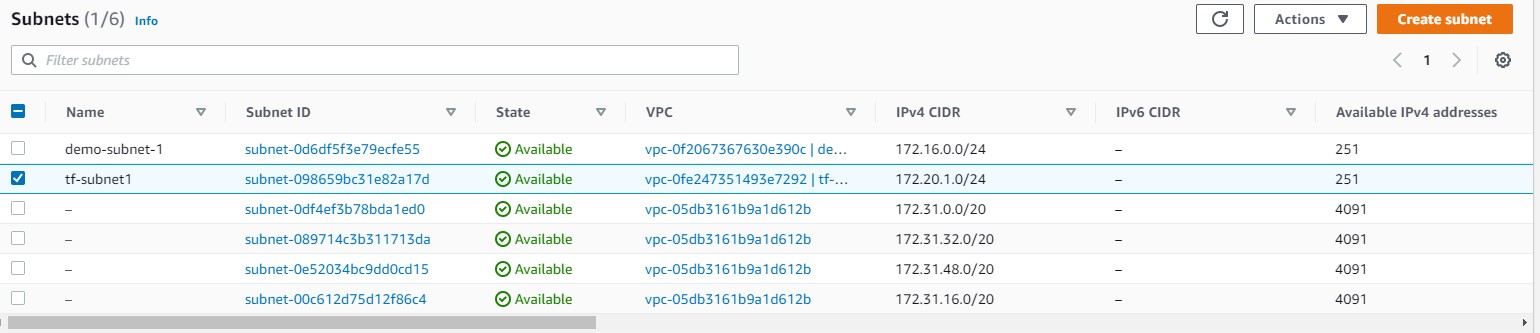 Subnets (1/6) Info Actions Create subnet
Filter subnets 1
Name Subnet ID State VPC IPv4 CIDR IPv6 CIDR Available IPv4 addresses
demo-subnet-1 subnet-0d6df5f3e79ecfe55 Available vpc-0f2067367630e390c | de... 172.16.0.0/24 – 251
tf-subnet1 subnet-098659bc31e82a17d Available vpc-0fe247351493e7292 | tf-... 172.20.1.0/24 – 251
– subnet-0df4ef3b78bda1ed0 Available vpc-05db3161b9a1d612b 172.31.0.0/20 – 4091
– subnet-089714c3b311713da Available vpc-05db3161b9a1d612b 172.31.32.0/20 – 4091
– subnet-0e52034bc9dd0cd15 Available vpc-05db3161b9a1d612b 172.31.48.0/20 – 4091
– subnet-00c612d75d12f86c4 Available vpc-05db3161b9a1d612b 172.31.16.0/20 – 4091